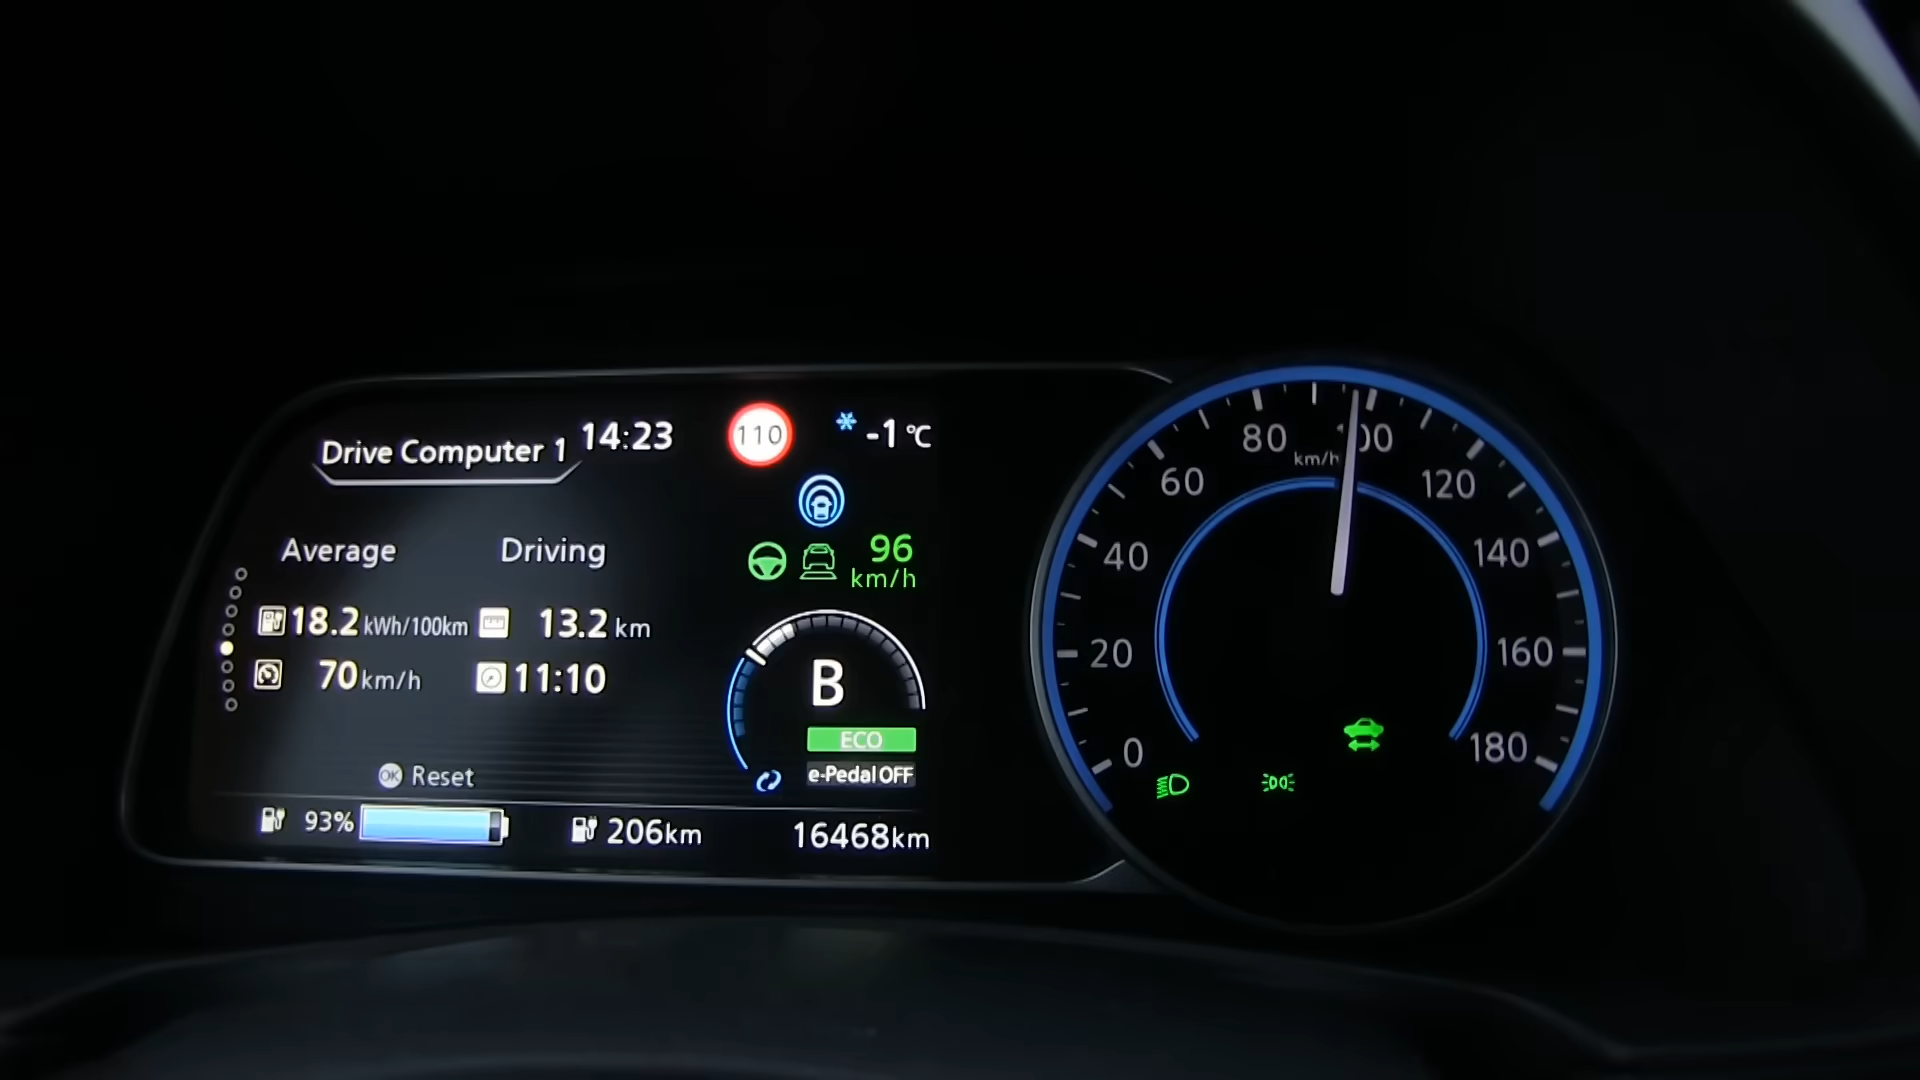 Drive Computer 1 14:23
110
-1 °C
Average
Driving
96
km/h
18.2 kWh/100km
13.2 km
70 km/h
11:10
B
ECO
e-Pedal OFF
OK Reset
93%
206km
16468km
0
20
40
60
80
100
120
140
160
180
km/h